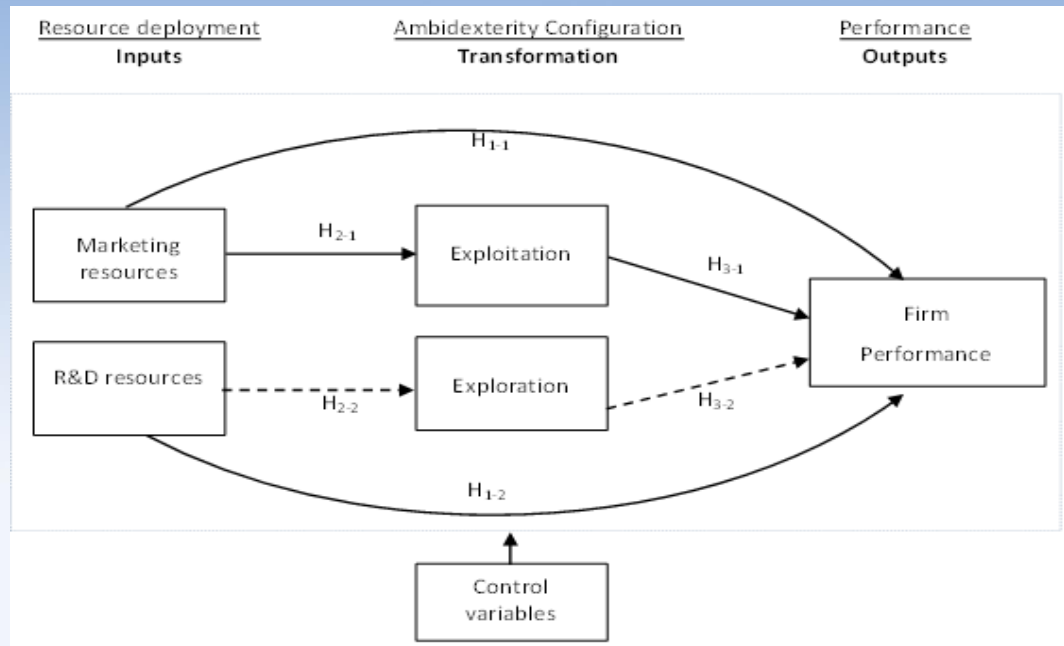 Resource deployment
Inputs
Ambidexterity Configuration
Transformation
Performance
Outputs
H1-1
Marketing
resources
H2-1
Exploitation
H3-1
Firm
Performance
R&D resources
H2-2
Exploration
H3-2
H1-2
Control
variables